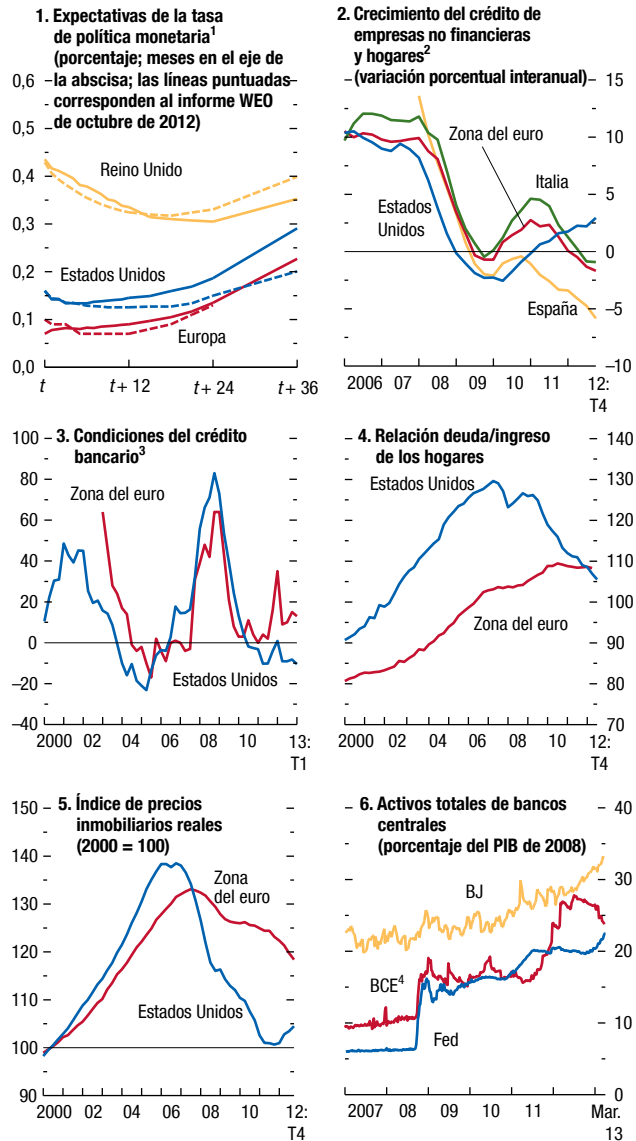 1. Expectativas de la tasa
de política monetaria¹
(porcentaje; meses en el eje de
la abscisa; las líneas puntuadas
corresponden al informe WEO
de octubre de 2012)
0,6
0,5
0,4
0,3
0,2
0,1
0,0
Reino Unido
Estados Unidos
Europa
t
t + 12
t + 24
t + 36
2. Crecimiento del crédito de
empresas no financieras
y hogares²
(variación porcentual interanual)
15
10
5
0
–5
–10
Zona del euro
Italia
Estados
Unidos
España
2006 07 08 09 10 11 12:
T4
3. Condiciones del crédito
bancario³
100
80
60
40
20
0
–20
–40
Zona del euro
Estados Unidos
2000 02 04 06 08 10 13:
T1
4. Relación deuda/ingreso
de los hogares
140
130
120
110
100
90
80
70
Estados Unidos
Zona del euro
2000 02 04 06 08 10 12:
T4
5. Índice de precios
inmobiliarios reales
(2000 = 100)
150
140
130
120
110
100
90
Zona
del euro
Estados Unidos
2000 02 04 06 08 10 12:
T4
6. Activos totales de bancos
centrales
(porcentaje del PIB de 2008)
40
30
20
10
0
BJ
BCE⁴
Fed
2007 08 09 10 11 Mar.
13